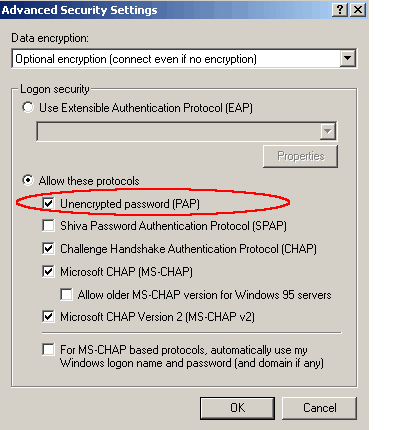 Advanced Security Settings
Data encryption:
Optional encryption (connect even if no encryption)
Logon security
Use Extensible Authentication Protocol (EAP)
Properties
Allow these protocols
Unencrypted password (PAP)
Shiva Password Authentication Protocol (SPAP)
Challenge Handshake Authentication Protocol (CHAP)
Microsoft CHAP (MS-CHAP)
Allow older MS-CHAP version for Windows 95 servers
Microsoft CHAP Version 2 (MS-CHAP v2)
For MS-CHAP based protocols, automatically use my
Windows logon name and password (and domain if any)
OK Cancel